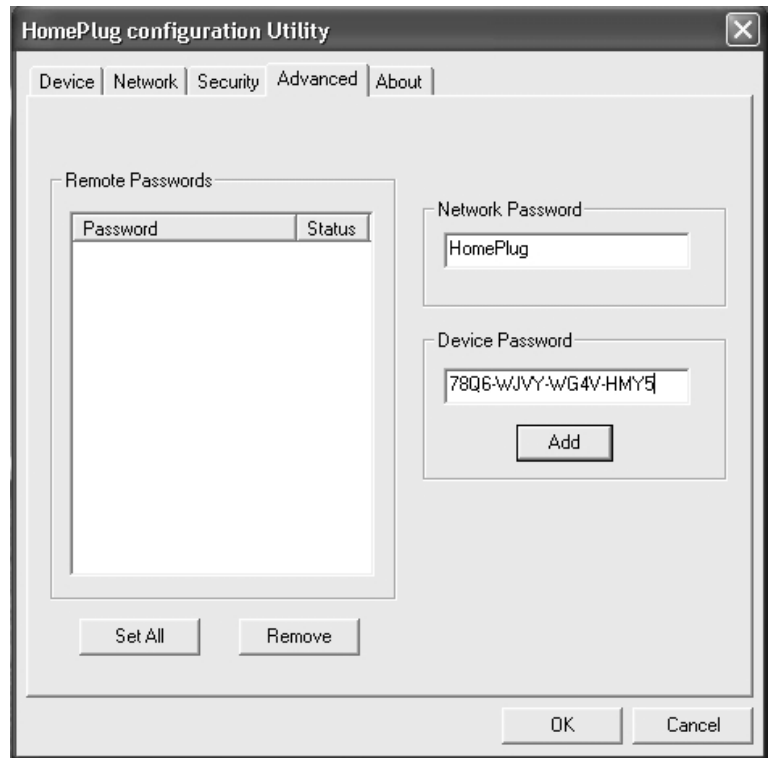 HomePlug configuration Utility
Device Network Security Advanced About
Remote Passwords
Password Status
Network Password
HomePlug
Device Password
78Q6-WJVY-WG4V-HMY5
Add
Set All Remove
OK Cancel